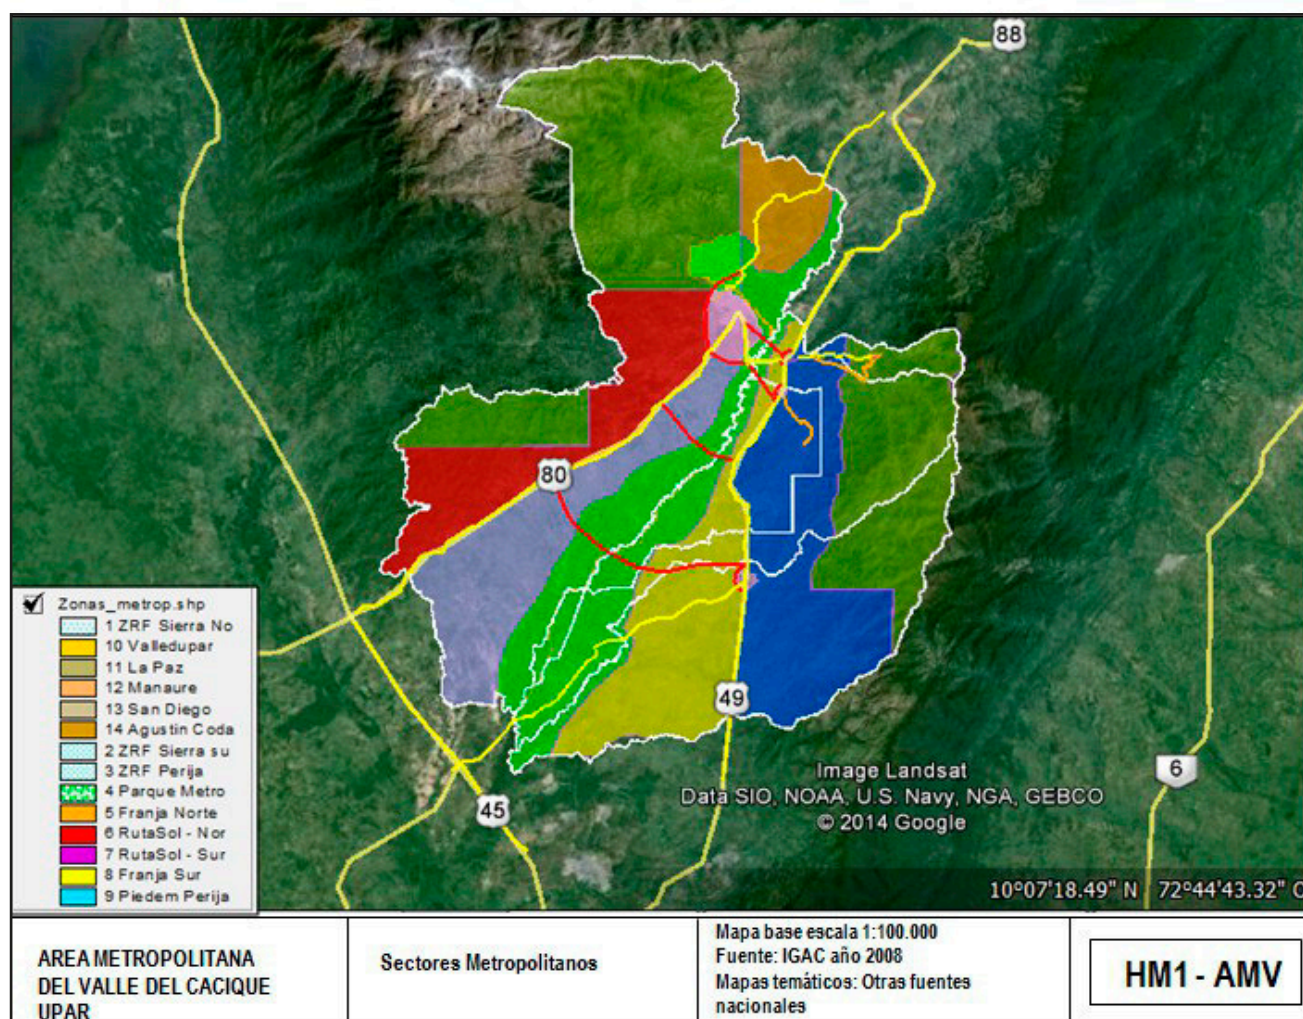 88
80
49
6
45
Zonas_metrop.shp
1 ZRF Sierra No
10 Valledupar
11 La Paz
12 Manaure
13 San Diego
14 Agustin Coda
2 ZRF Sierra su
3 ZRF Perija
4 Parque Metro
5 Franja Norte
6 RutaSol - Nor
7 RutaSol - Sur
8 Franja Sur
9 Piedem Perija
Image Landsat
Data SIO, NOAA, U.S. Navy, NGA, GEBCO
© 2014 Google
10º07'18.49" N 72º44'43.32" O
AREA METROPOLITANA
DEL VALLE DEL CACIQUE
UPAR
Sectores Metropolitanos
Mapa base escala 1:100.000
Fuente: IGAC año 2008
Mapas temáticos: Otras fuentes
nacionales
HM1 - AMV